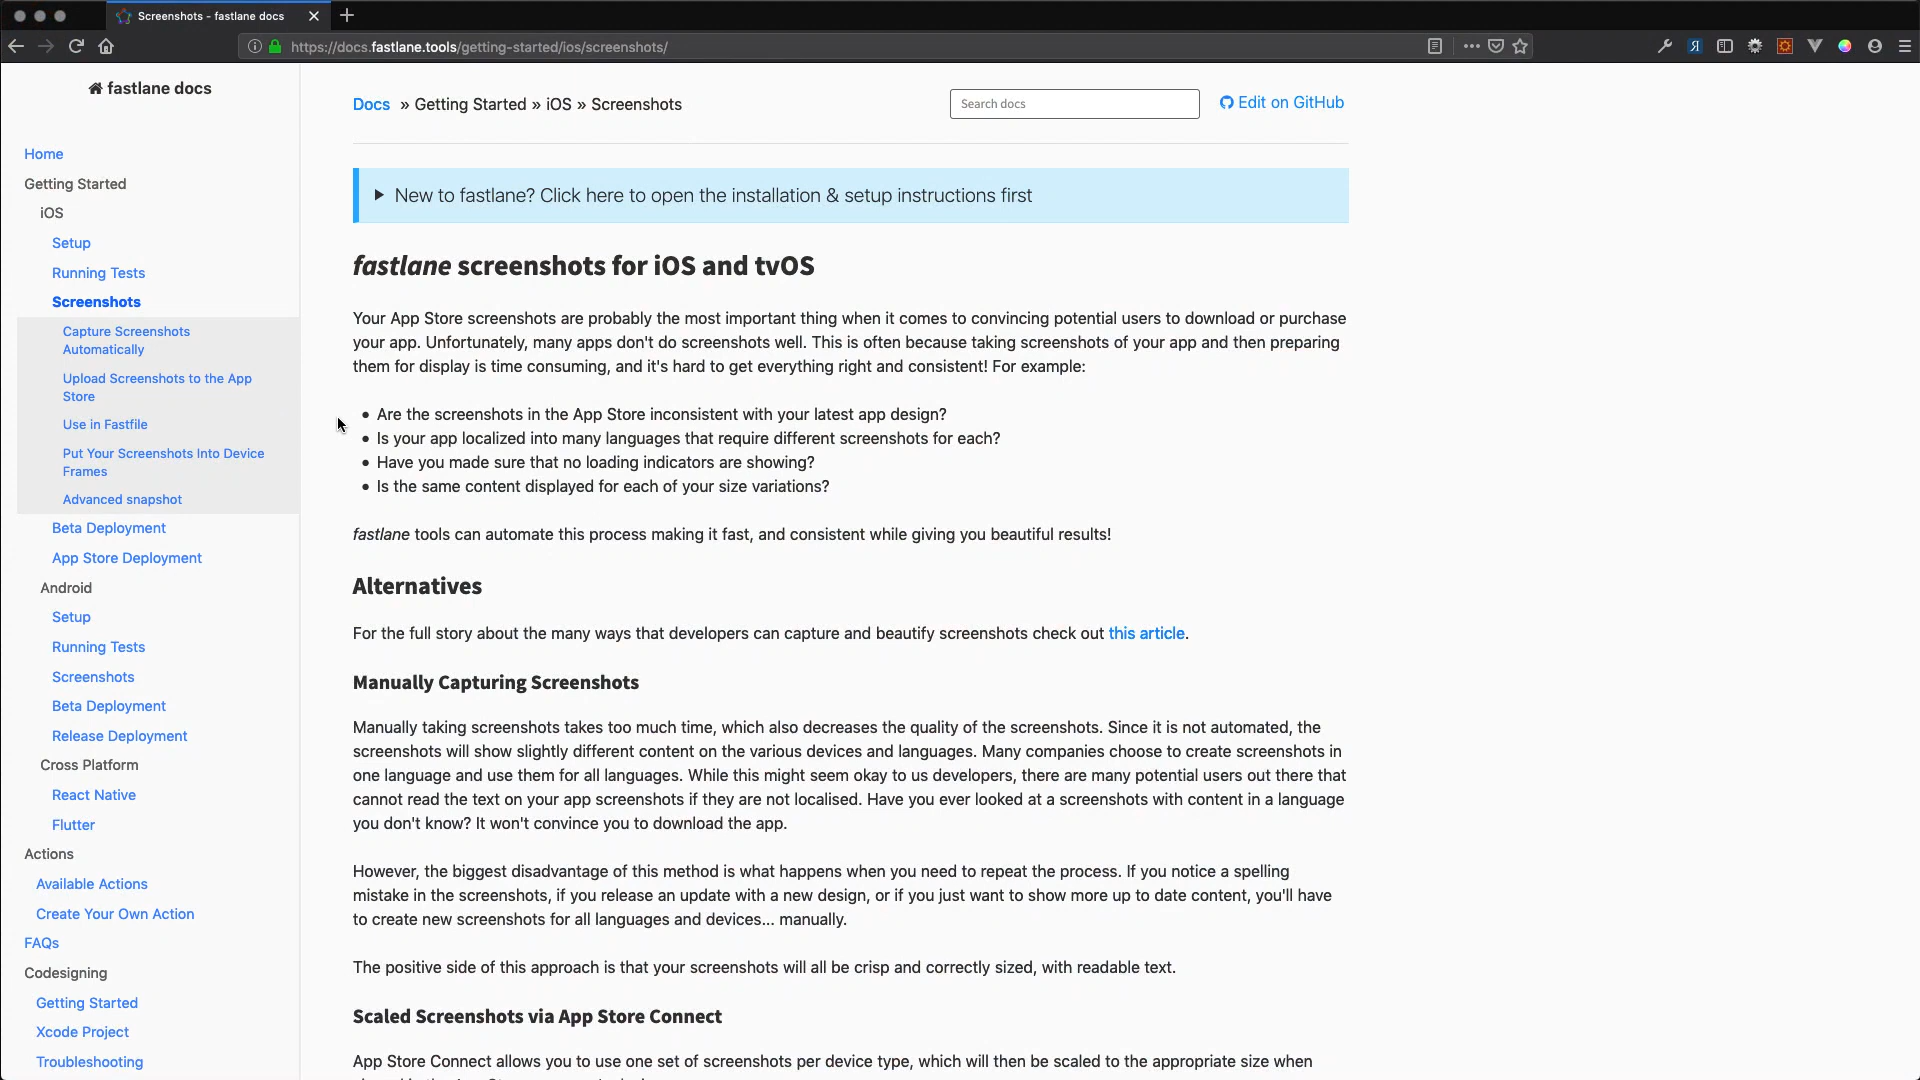 Screenshots - fastlane docs
https://docs.fastlane.tools/getting-started/ios/screenshots/
fastlane docs
Home
Getting Started
iOS
Setup
Running Tests
Screenshots
Capture Screenshots
Automatically
Upload Screenshots to the App
Store
Use in Fastfile
Put Your Screenshots Into Device
Frames
Advanced snapshot
Beta Deployment
App Store Deployment
Android
Setup
Running Tests
Screenshots
Beta Deployment
Release Deployment
Cross Platform
React Native
Flutter
Actions
Available Actions
Create Your Own Action
FAQs
Codesigning
Getting Started
Xcode Project
Troubleshooting
Docs » Getting Started » iOS » Screenshots
Search docs
Edit on GitHub
New to fastlane? Click here to open the installation & setup instructions first
fastlane screenshots for iOS and tvOS
Your App Store screenshots are probably the most important thing when it comes to convincing potential users to download or purchase
your app. Unfortunately, many apps don't do screenshots well. This is often because taking screenshots of your app and then preparing
them for display is time consuming, and it's hard to get everything right and consistent! For example:
• Are the screenshots in the App Store inconsistent with your latest app design?
• Is your app localized into many languages that require different screenshots for each?
• Have you made sure that no loading indicators are showing?
• Is the same content displayed for each of your size variations?
fastlane tools can automate this process making it fast, and consistent while giving you beautiful results!
Alternatives
For the full story about the many ways that developers can capture and beautify screenshots check out this article.
Manually Capturing Screenshots
Manually taking screenshots takes too much time, which also decreases the quality of the screenshots. Since it is not automated, the
screenshots will show slightly different content on the various devices and languages. Many companies choose to create screenshots in
one language and use them for all languages. While this might seem okay to us developers, there are many potential users out there that
cannot read the text on your app screenshots if they are not localised. Have you ever looked at a screenshots with content in a language
you don't know? It won't convince you to download the app.
However, the biggest disadvantage of this method is what happens when you need to repeat the process. If you notice a spelling
mistake in the screenshots, if you release an update with a new design, or if you just want to show more up to date content, you'll have
to create new screenshots for all languages and devices... manually.
The positive side of this approach is that your screenshots will all be crisp and correctly sized, with readable text.
Scaled Screenshots via App Store Connect
App Store Connect allows you to use one set of screenshots per device type, which will then be scaled to the appropriate size when